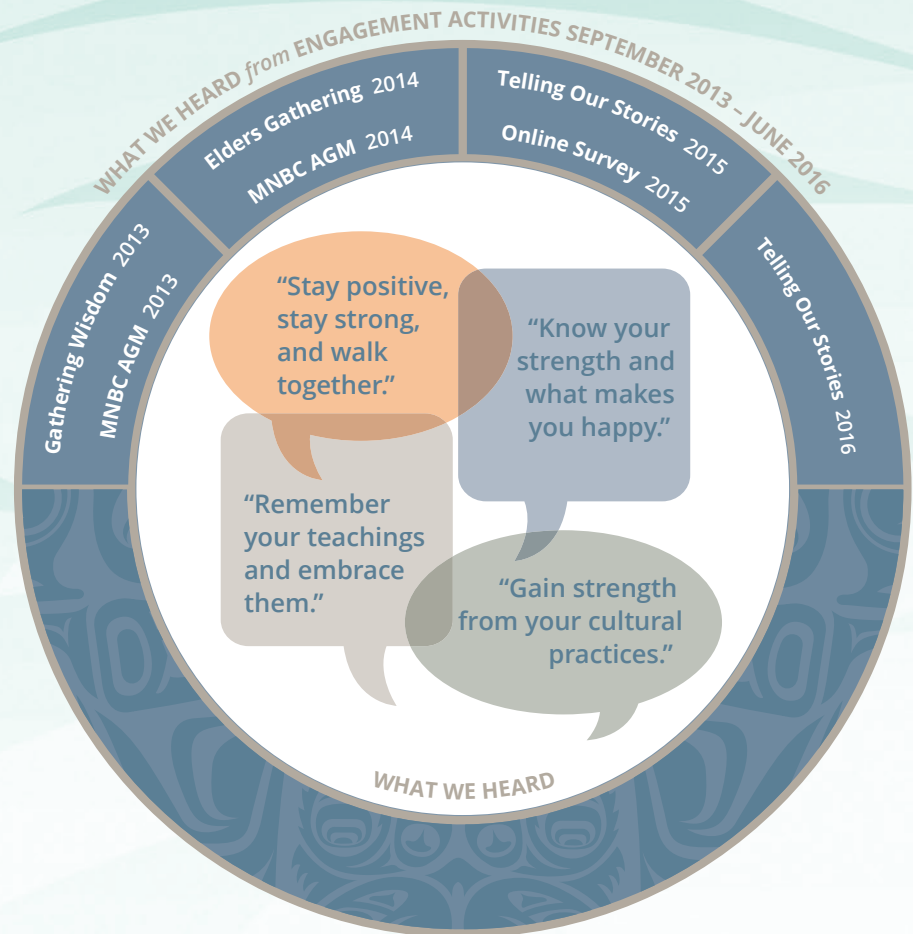 WHAT WE HEARD from ENGAGEMENT ACTIVITIES SEPTEMBER 2013 – JUNE 2016
Gathering Wisdom 2013
MNBC AGM 2013
Elders Gathering 2014
MNBC AGM 2014
Telling Our Stories 2015
Online Survey 2015
Telling Our Stories 2016
“Stay positive,
stay strong,
and walk
together.”
“Know your
strength and
what makes
you happy.”
“Remember
your teachings
and embrace
them.”
“Gain strength
from your cultural
practices.”
WHAT WE HEARD